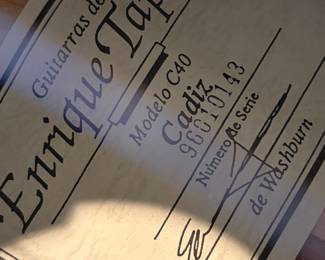 Guitarras de
Enrique Tap
Modelo C40
Cadiz
96010143
Número de Serie
de Washburn